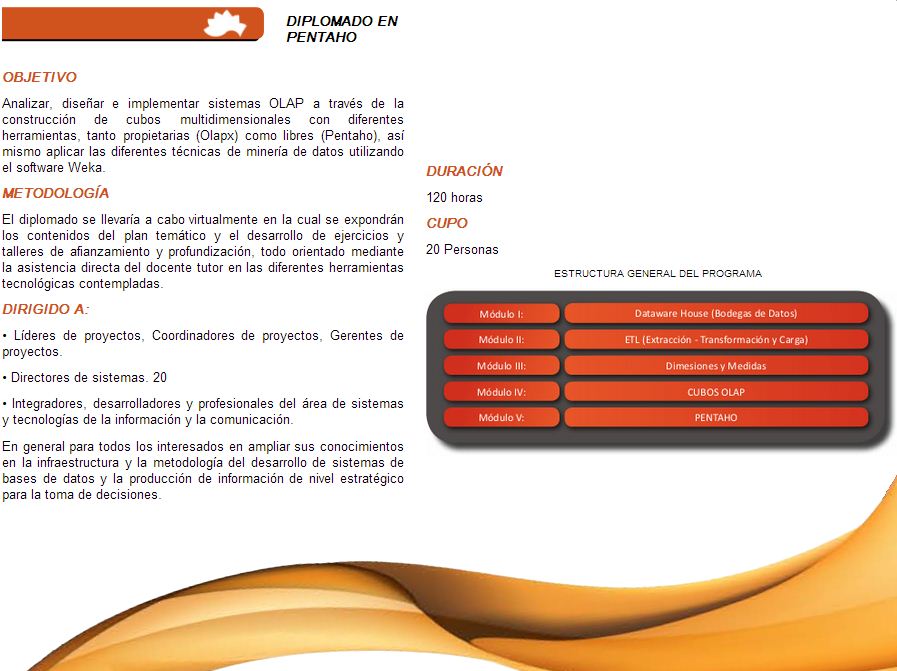 DIPLOMADO EN
PENTAHO
OBJETIVO
Analizar, diseñar e implementar sistemas OLAP a través de la
construcción de cubos multidimensionales con diferentes
herramientas, tanto propietarias (Olapx) como libres (Pentaho), así
mismo aplicar las diferentes técnicas de minería de datos utilizando
el software Weka.
METODOLOGÍA
El diplomado se llevaría a cabo virtualmente en la cual se expondrán
los contenidos del plan temático y el desarrollo de ejercicios y
talleres de afianzamiento y profundización, todo orientado mediante
la asistencia directa del docente tutor en las diferentes herramientas
tecnológicas contempladas.
DIRIGIDO A:
• Líderes de proyectos, Coordinadores de proyectos, Gerentes de
proyectos.
• Directores de sistemas. 20
• Integradores, desarrolladores y profesionales del área de sistemas
y tecnologías de la información y la comunicación.
En general para todos los interesados en ampliar sus conocimientos
en la infraestructura y la metodología del desarrollo de sistemas de
bases de datos y la producción de información de nivel estratégico
para la toma de decisiones.
DURACIÓN
120 horas
CUPO
20 Personas
ESTRUCTURA GENERAL DEL PROGRAMA
Módulo I: Dataware House (Bodegas de Datos)
Módulo II: ETL (Extracción - Transformación y Carga)
Módulo III: Dimesiones y Medidas
Módulo IV: CUBOS OLAP
Módulo V: PENTAHO